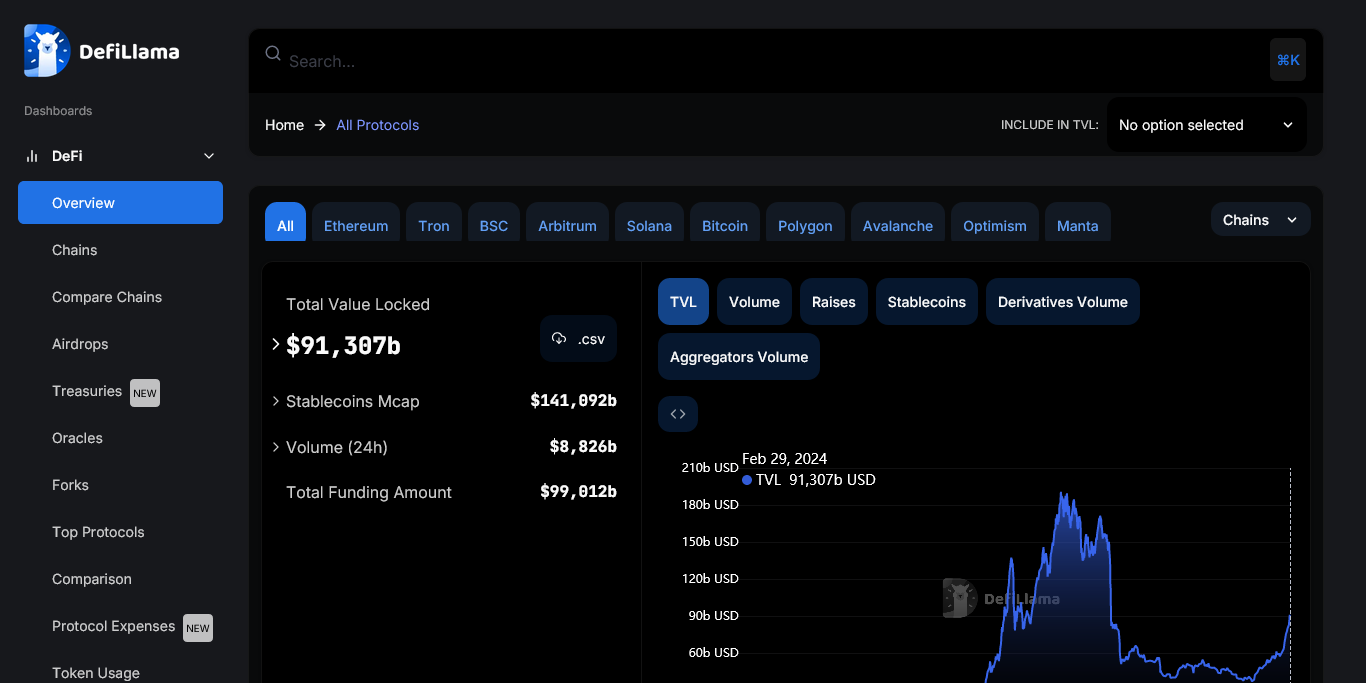 DefiLlama
Dashboards
DeFi
Overview
Chains
Compare Chains
Airdrops
Treasuries NEW
Oracles
Forks
Top Protocols
Comparison
Protocol Expenses NEW
Token Usage
Search...
⌘K
Home → All Protocols
INCLUDE IN TVL: No option selected
All Ethereum Tron BSC Arbitrum Solana Bitcoin Polygon Avalanche Optimism Manta Chains
Total Value Locked
$91,307b
.csv
Stablecoins Mcap $141,092b
Volume (24h) $8,826b
Total Funding Amount $99,012b
TVL Volume Raises Stablecoins Derivatives Volume
Aggregators Volume
Feb 29, 2024
TVL 91,307b USD
210b USD
180b USD
150b USD
120b USD
90b USD
60b USD
DefiLlama